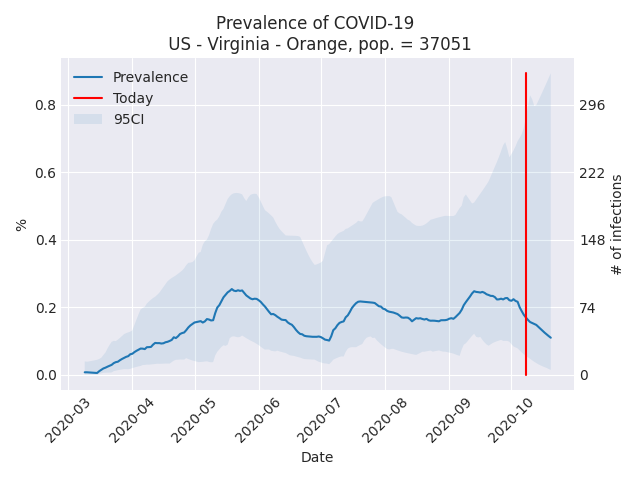 Prevalence of COVID-19
US - Virginia - Orange, pop. = 37051
Prevalence
Today
95CI
0.8
0.6
0.4
0.2
0.0
%
296
222
148
74
0
# of infections
2020-03
2020-04
2020-05
2020-06
2020-07
2020-08
2020-09
2020-10
Date